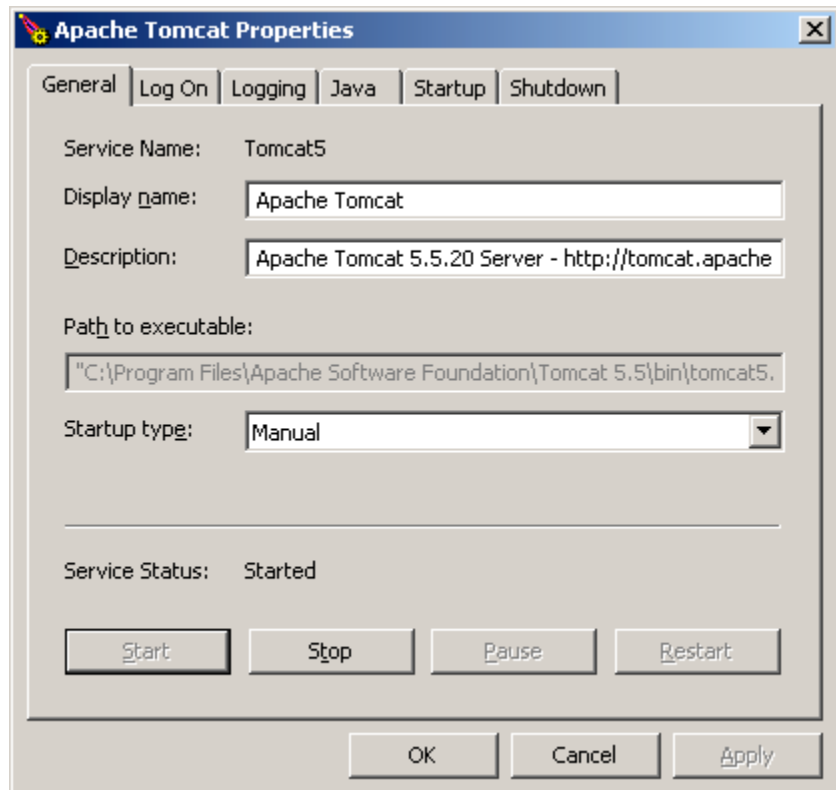 Apache Tomcat Properties
General Log On Logging Java Startup Shutdown
Service Name: Tomcat5
Display name: Apache Tomcat
Description: Apache Tomcat 5.5.20 Server - http://tomcat.apache
Path to executable:
"C:\Program Files\Apache Software Foundation\Tomcat 5.5\bin\tomcat5.
Startup type: Manual
Service Status: Started
Start Stop Pause Restart
OK Cancel Apply